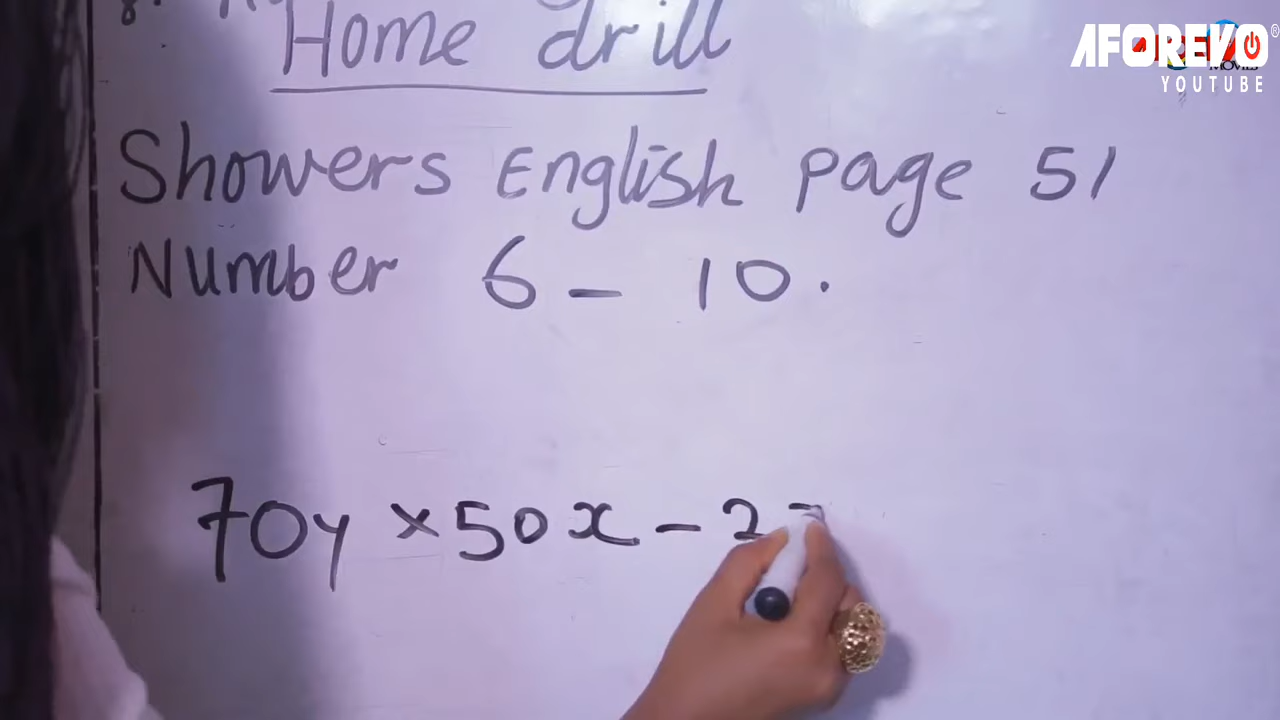 Home drill
AFOREVO
YOUTUBE
Showers English page 51
Number 6 - 10.
70y × 50x - 2